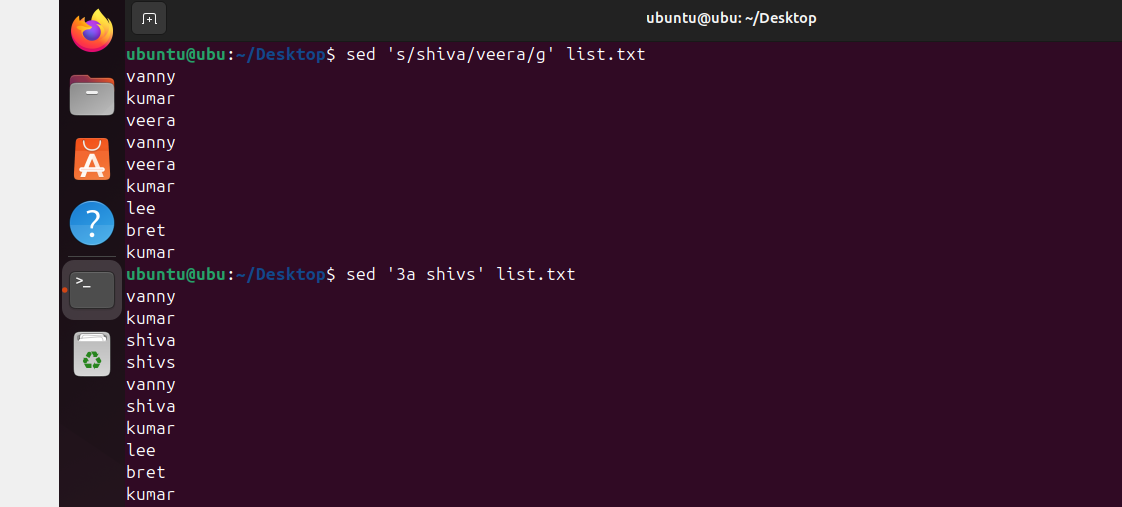 ubuntu@ubu: ~/Desktop
ubuntu@ubu:~/Desktop$ sed 's/shiva/veera/g' list.txt
vanny
kumar
veera
vanny
veera
kumar
lee
bret
kumar
ubuntu@ubu:~/Desktop$ sed '3a shivs' list.txt
vanny
kumar
shiva
shivs
vanny
shiva
kumar
lee
bret
kumar